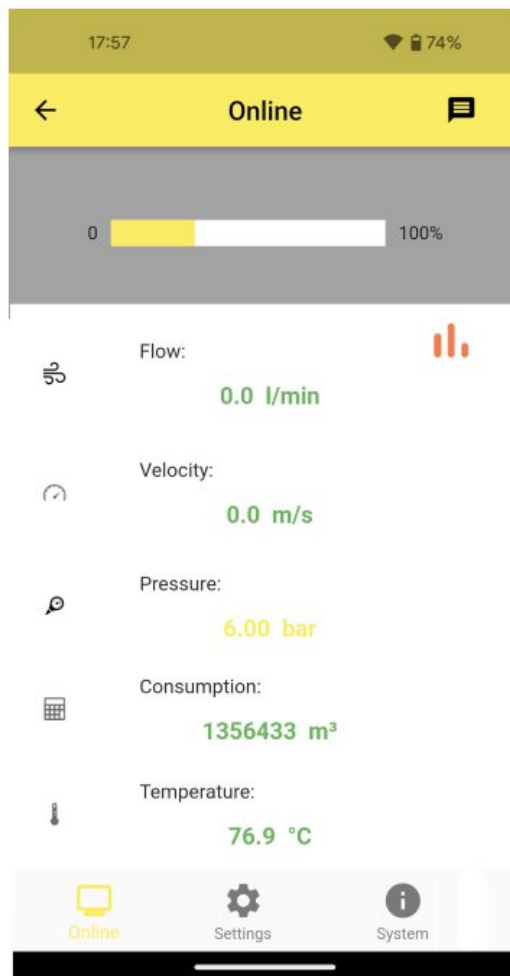 17:57 74%
Online
0 100%
Flow:
0.0 l/min
Velocity:
0.0 m/s
Pressure:
6.00 bar
Consumption:
1356433 m³
Temperature:
76.9 °C
Online Settings System